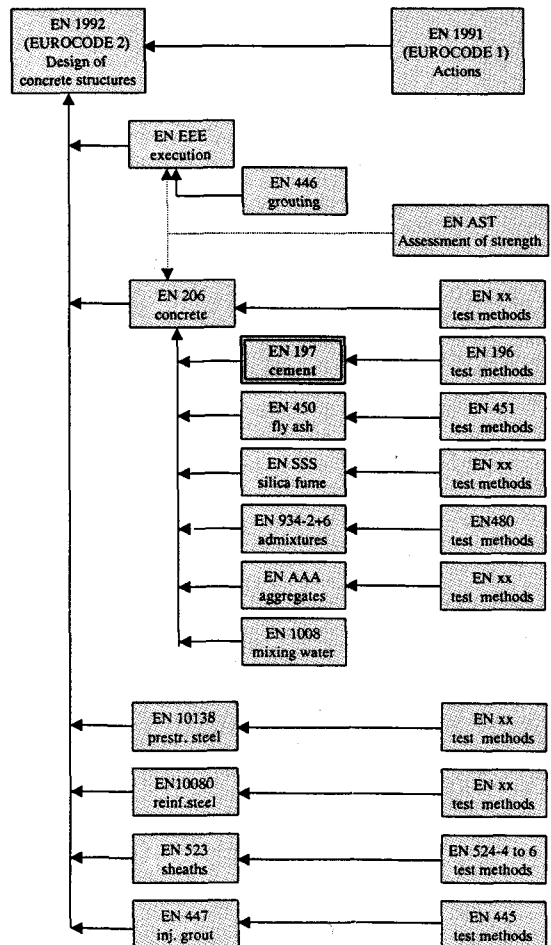 EN 1992
(EUROCODE 2)
Design of
concrete structures
EN 1991
(EUROCODE 1)
Actions
EN EEE
execution
EN 446
grouting
EN AST
Assessment of strength
EN 206
concrete
EN xx
test methods
EN 197
cement
EN 196
test methods
EN 450
fly ash
EN 451
test methods
EN SSS
silica fume
EN xx
test methods
EN 934-2+6
admixtures
EN480
test methods
EN AAA
aggregates
EN xx
test methods
EN 1008
mixing water
EN 10138
prestr. steel
EN xx
test methods
EN10080
reinf.steel
EN xx
test methods
EN 523
sheaths
EN 524-4 to 6
test methods
EN 447
inj. grout
EN 445
test methods